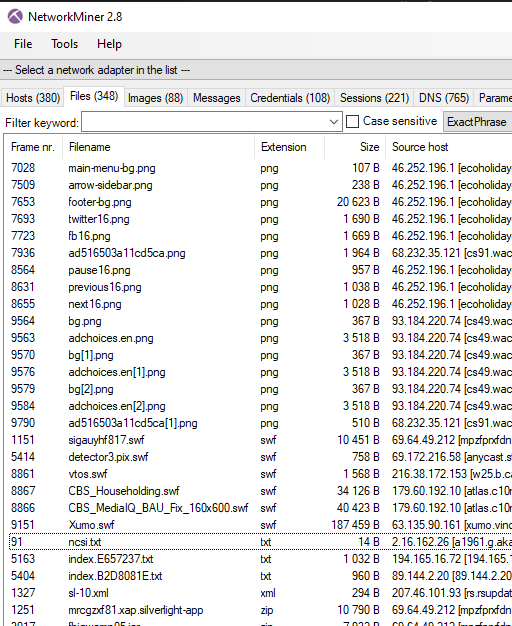 NetworkMiner 2.8
File Tools Help
--- Select a network adapter in the list ---
Hosts (380) Files (348) Images (88) Messages Credentials (108) Sessions (221) DNS (765) Parame
Filter keyword: Case sensitive ExactPhrase
Frame nr. Filename Extension Size Source host
7028 main-menu-bg.png png 107 B 46.252.196.1 [ecoholiday
7509 arrow-sidebar.png png 238 B 46.252.196.1 [ecoholiday
7653 footer-bg.png png 20 623 B 46.252.196.1 [ecoholiday
7693 twitter16.png png 1 690 B 46.252.196.1 [ecoholiday
7723 fb16.png png 1 669 B 46.252.196.1 [ecoholiday
7936 ad516503a11cd5ca.png png 1 964 B 68.232.35.121 [cs91.wac
8564 pause16.png png 957 B 46.252.196.1 [ecoholiday
8631 previous16.png png 1 038 B 46.252.196.1 [ecoholiday
8655 next16.png png 1 028 B 46.252.196.1 [ecoholiday
9564 bg.png png 367 B 93.184.220.74 [cs49.wac
9563 adchoices.en.png png 3 518 B 93.184.220.74 [cs49.wac
9570 bg[1].png png 367 B 93.184.220.74 [cs49.wac
9576 adchoices.en[1].png png 3 518 B 93.184.220.74 [cs49.wac
9579 bg[2].png png 367 B 93.184.220.74 [cs49.wac
9584 adchoices.en[2].png png 3 518 B 93.184.220.74 [cs49.wac
9790 ad516503a11cd5ca[1].png png 510 B 68.232.35.121 [cs91.wac
1151 sigauyhf817.swf swf 10 451 B 69.64.49.212 [mpzfprxfdn
5414 detector3.pix.swf swf 758 B 69.172.216.58 [anycast.s
8861 vtos.swf swf 1 568 B 216.38.172.153 [w25.b.ca
8867 CBS_Householding.swf swf 34 126 B 179.60.192.10 [atlas.c10r
8866 CBS_MediaIQ_BAU_Fix_160x600.swf swf 40 423 B 179.60.192.10 [atlas.c10r
9151 Xumo.swf swf 187 459 B 63.135.90.161 [xumo.vind
91 ncsi.txt txt 14 B 2.16.162.26 [a1961.g.aka
5163 index.E657237.txt txt 1 032 B 194.165.16.72 [194.165.
5404 index.B2D8081E.txt txt 960 B 89.144.2.20 [89.144.2.20
1327 sl-10.xml xml 294 B 207.46.101.93 [rs.rsupdat
1251 mrcgzxf81.xap.silverlight-app zip 10 790 B 69.64.49.212 [mpzfprxfdn